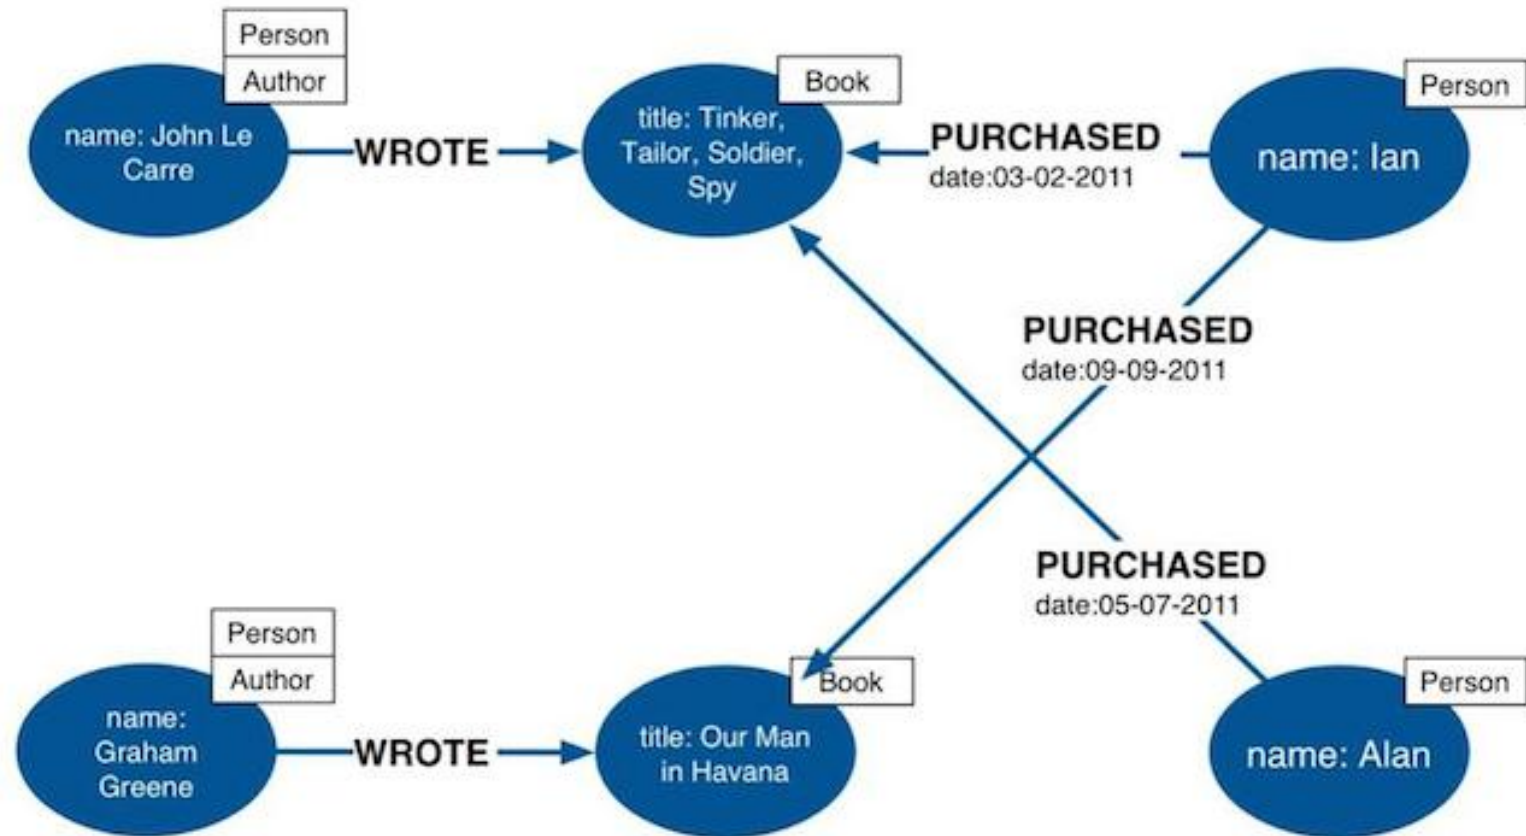 Person
Author
name: John Le
Carre
WROTE
Book
title: Tinker,
Tailor, Soldier,
Spy
PURCHASED
date:03-02-2011
Person
name: Ian
PURCHASED
date:09-09-2011
PURCHASED
date:05-07-2011
Person
Author
name:
Graham
Greene
WROTE
Book
title: Our Man
in Havana
Person
name: Alan